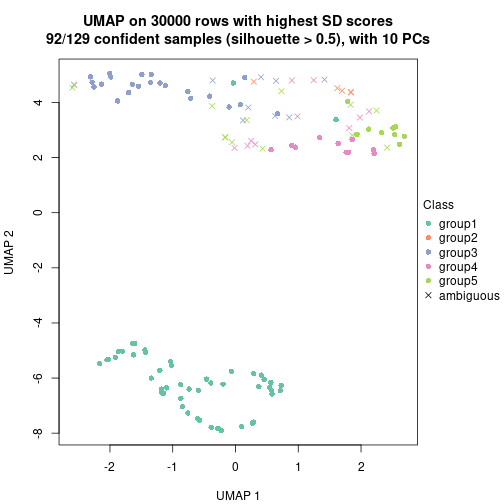 UMAP on 30000 rows with highest SD scores
92/129 confident samples (silhouette > 0.5), with 10 PCs
UMAP 2
4
2
0
-2
-4
-6
-8
-2
-1
0
1
2
UMAP 1
Class
group1
group2
group3
group4
group5
ambiguous